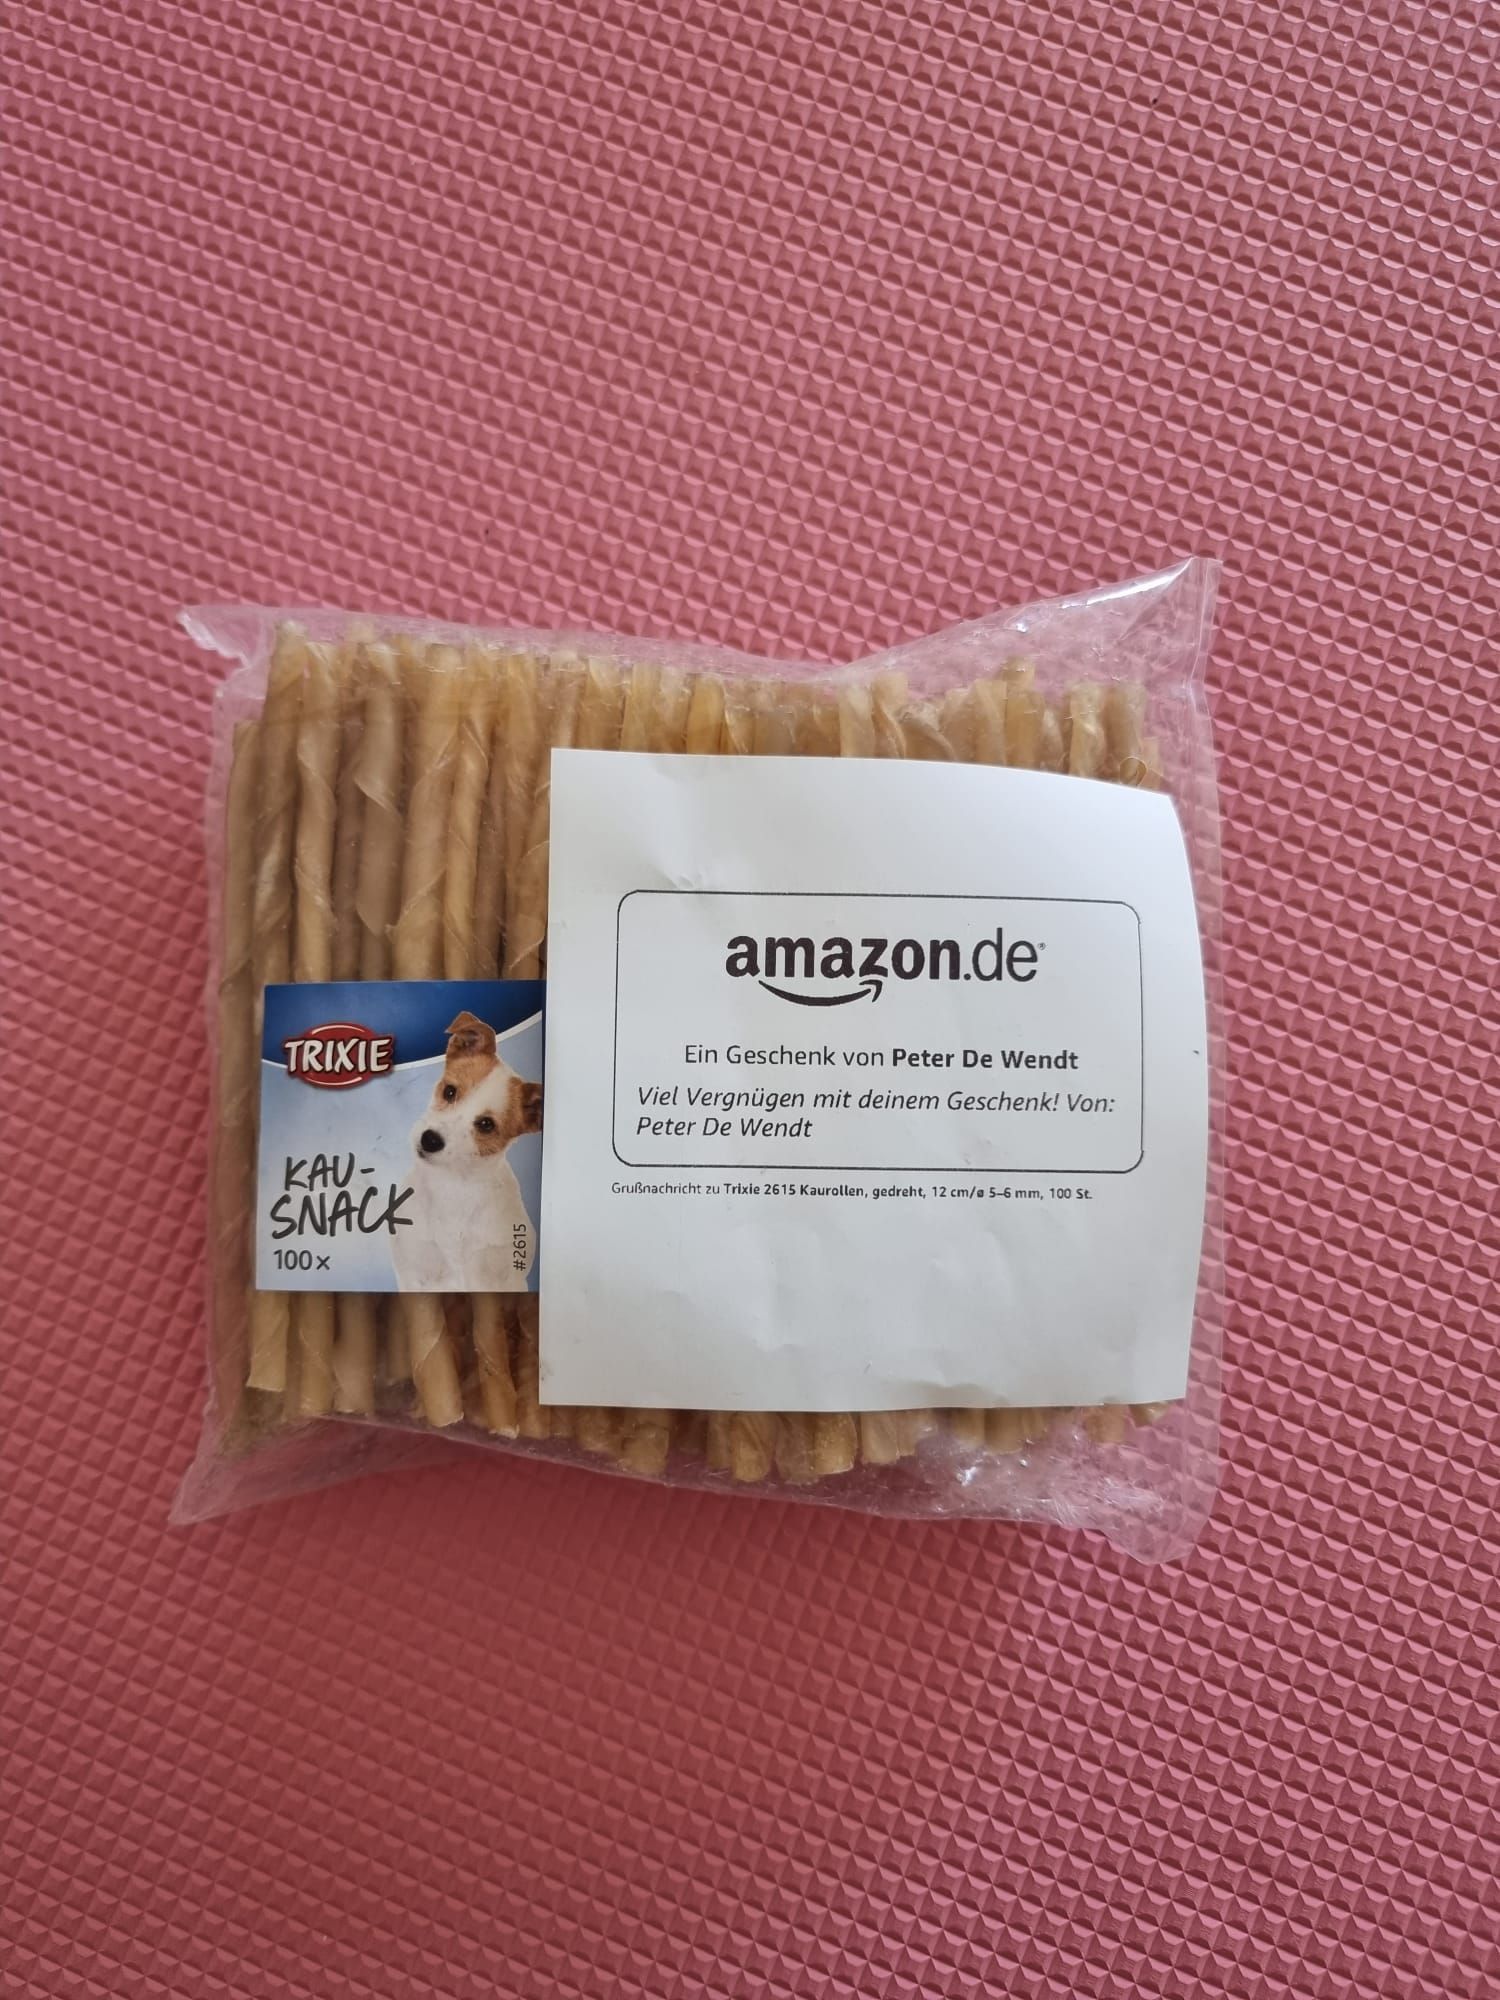 TRIXIE
KAU-
SNACK
100x
#2615
amazon.de
Ein Geschenk von Peter De Wendt
Viel Vergnügen mit deinem Geschenk! Von:
Peter De Wendt
Grußnachricht zu Trixie 2615 Kaurollen, gedreht, 12 cm/ø 5–6 mm, 100 St.